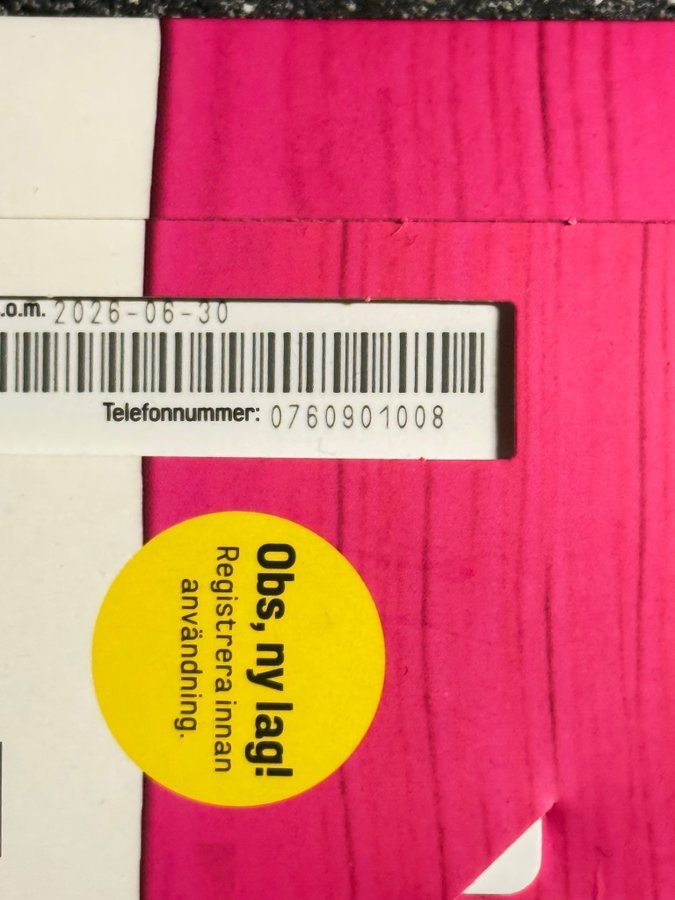 .o.m. 2026-06-30
Telefonnummer: 0760901008
Obs, ny lag!
Registrera innan
användning.